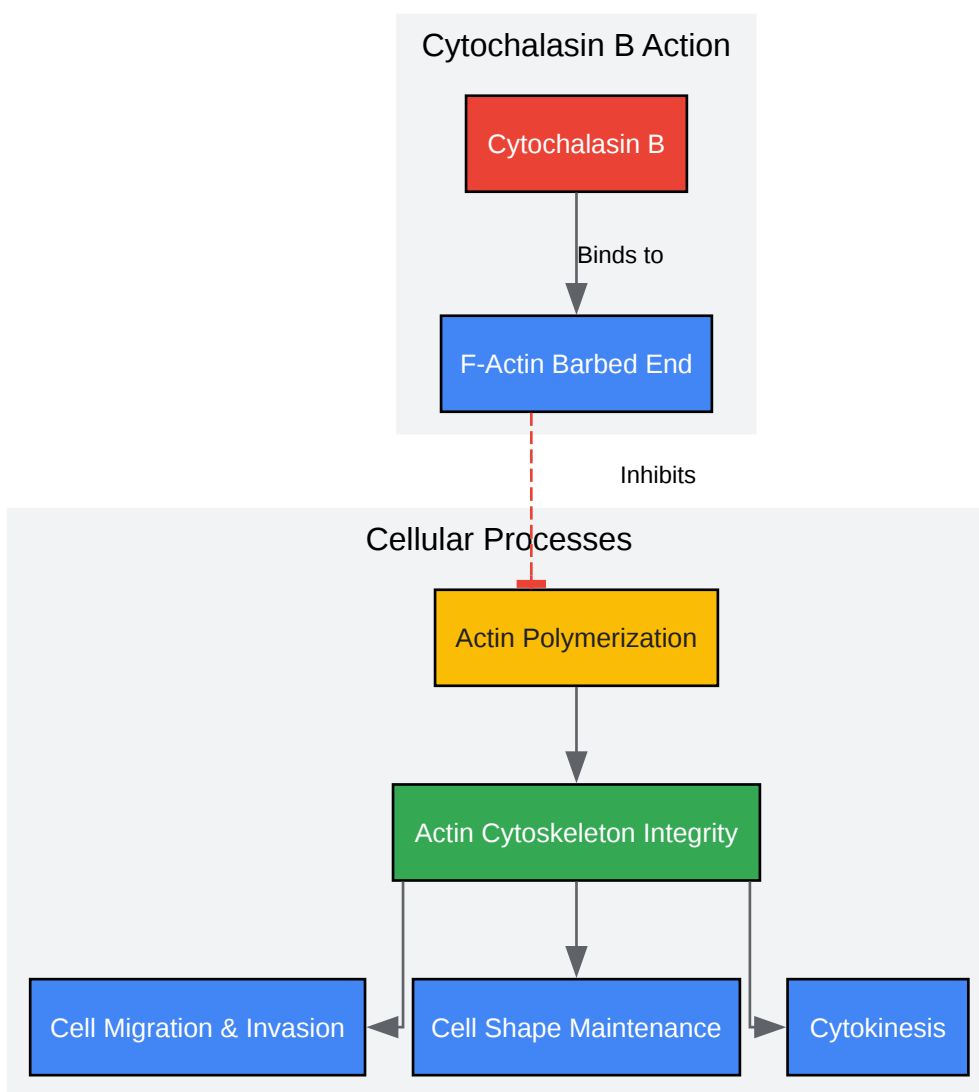 Cytochalasin B Action
Cytochalasin B
Binds to
F-Actin Barbed End
Inhibits
Cellular Processes
Actin Polymerization
Actin Cytoskeleton Integrity
Cell Migration & Invasion
Cell Shape Maintenance
Cytokinesis